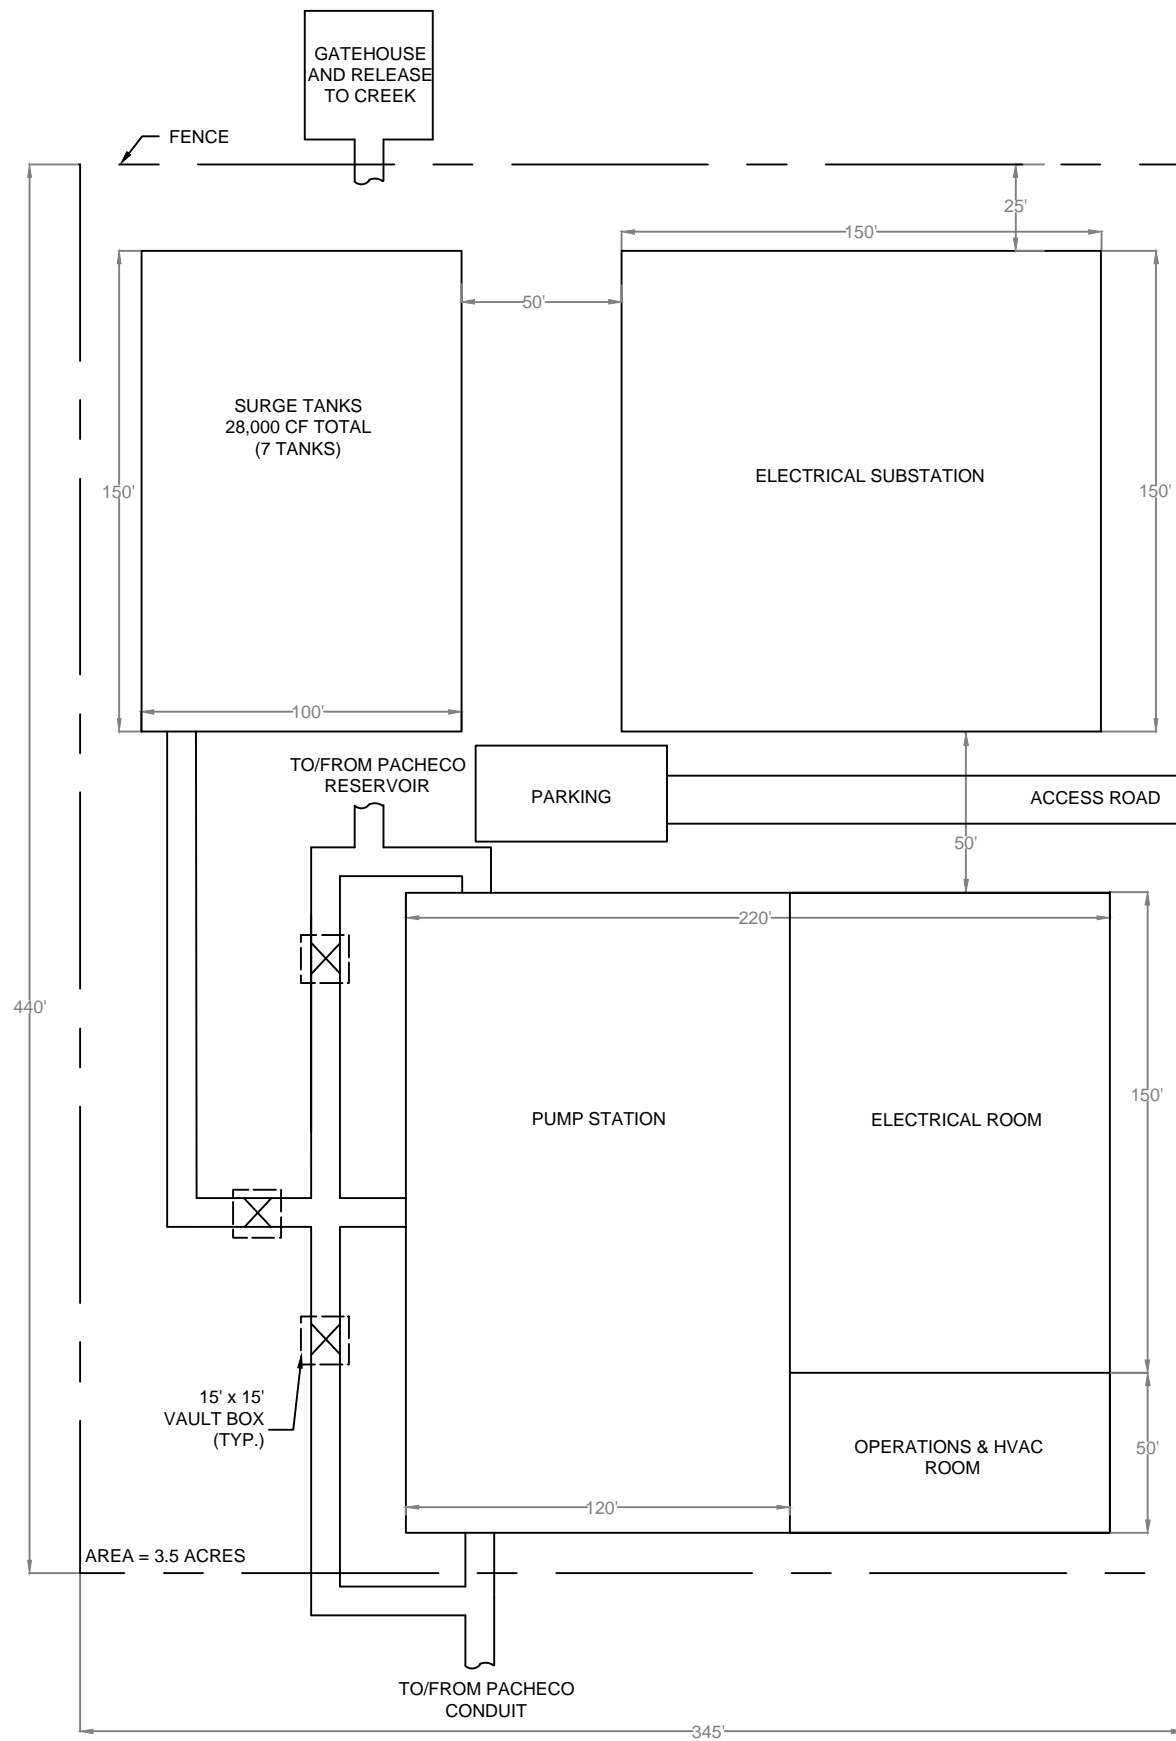 GATEHOUSE
AND RELEASE
TO CREEK
FENCE
25'
150'
50'
SURGE TANKS
28,000 CF TOTAL
(7 TANKS)
ELECTRICAL SUBSTATION
150'
150'
100'
TO/FROM PACHECO
RESERVOIR
PARKING
ACCESS ROAD
50'
220'
440'
150'
PUMP STATION
ELECTRICAL ROOM
15' x 15'
VAULT BOX
(TYP.)
OPERATIONS & HVAC
ROOM
50'
120'
AREA = 3.5 ACRES
TO/FROM PACHECO
CONDUIT
345'